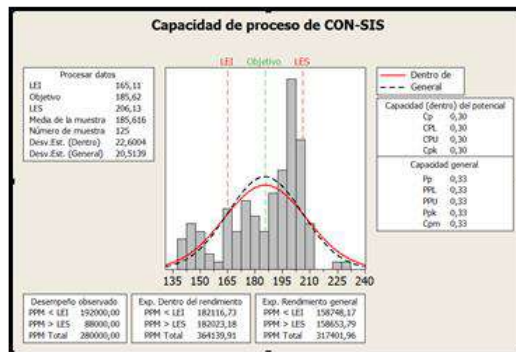 Capacidad de proceso de CON-SIS
LEI Objetivo LES
Procesar datos
LEI 165,11
Objetivo 185,62
LES 206,13
Media de la muestra 185,616
Número de muestra 125
Desv.Est. (Dentro) 22,6004
Desv.Est. (General) 20,5139
Dentro de
General
Capacidad (dentro) del potencial
Cp 0,30
CPL 0,30
CPU 0,30
Cpk 0,30
Capacidad general
Pp 0,33
PPL 0,33
PPU 0,33
Ppk 0,33
Cpm 0,33
135 150 165 180 195 210 225 240
Desempeño observado
PPM < LEI 192000,00
PPM > LES 88000,00
PPM Total 280000,00
Exp. Dentro del rendimiento
PPM < LEI 182116,73
PPM > LES 182023,18
PPM Total 364139,91
Exp. Rendimiento general
PPM < LEI 158748,17
PPM > LES 158653,79
PPM Total 317401,96